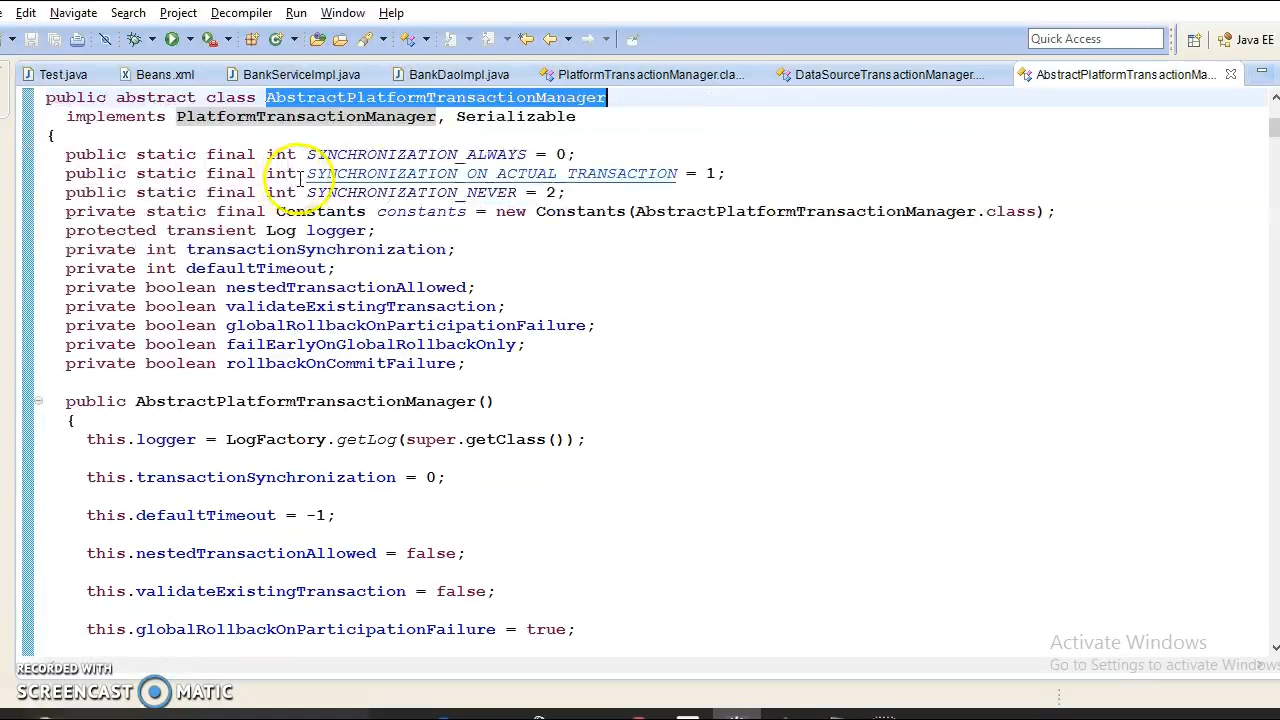 Edit Navigate Search Project Decompiler Run Window Help
Quick Access
Java EE
Test.java
Beans.xml
BankServiceImpl.java
BankDaoImpl.java
PlatformTransactionManager.cla...
DataSourceTransactionManager....
AbstractPlatformTransactionMa...
public abstract class AbstractPlatformTransactionManager
implements PlatformTransactionManager, Serializable
{
public static final int SYNCHRONIZATION_ALWAYS = 0;
public static final int SYNCHRONIZATION_ON_ACTUAL_TRANSACTION = 1;
public static final int SYNCHRONIZATION_NEVER = 2;
private static final Constants constants = new Constants(AbstractPlatformTransactionManager.class);
protected transient Log logger;
private int transactionSynchronization;
private int defaultTimeout;
private boolean nestedTransactionAllowed;
private boolean validateExistingTransaction;
private boolean globalRollbackOnParticipationFailure;
private boolean failEarlyOnGlobalRollbackOnly;
private boolean rollbackOnCommitFailure;
public AbstractPlatformTransactionManager()
{
this.logger = LogFactory.getLog(super.getClass());
this.transactionSynchronization = 0;
this.defaultTimeout = -1;
this.nestedTransactionAllowed = false;
this.validateExistingTransaction = false;
this.globalRollbackOnParticipationFailure = true;
Activate Windows
Go to Settings to activate Windows
RECORDED WITH
SCREENCAST MATIC